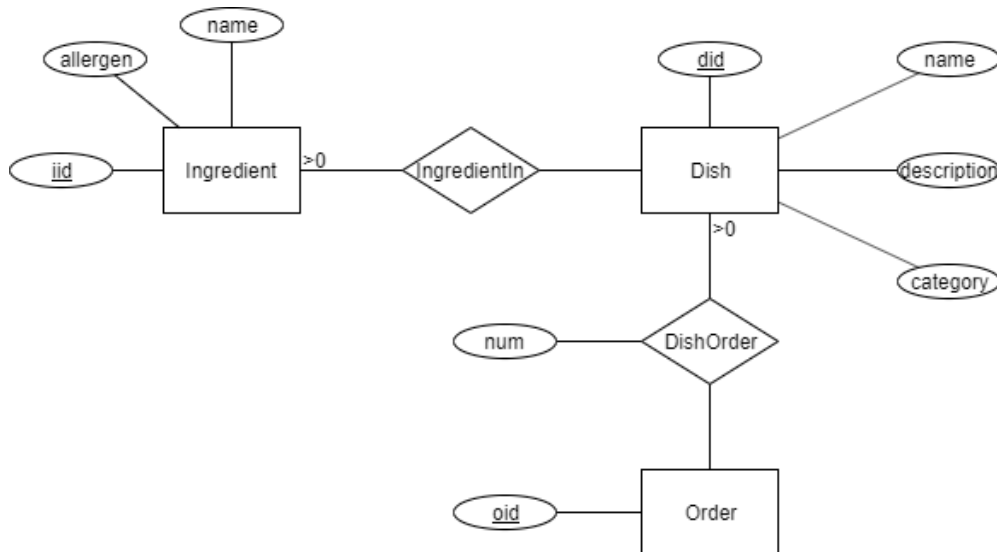 name
allergen
did
name
>0
iid
Ingredient
IngredientIn
Dish
description
>0
category
num
DishOrder
oid
Order